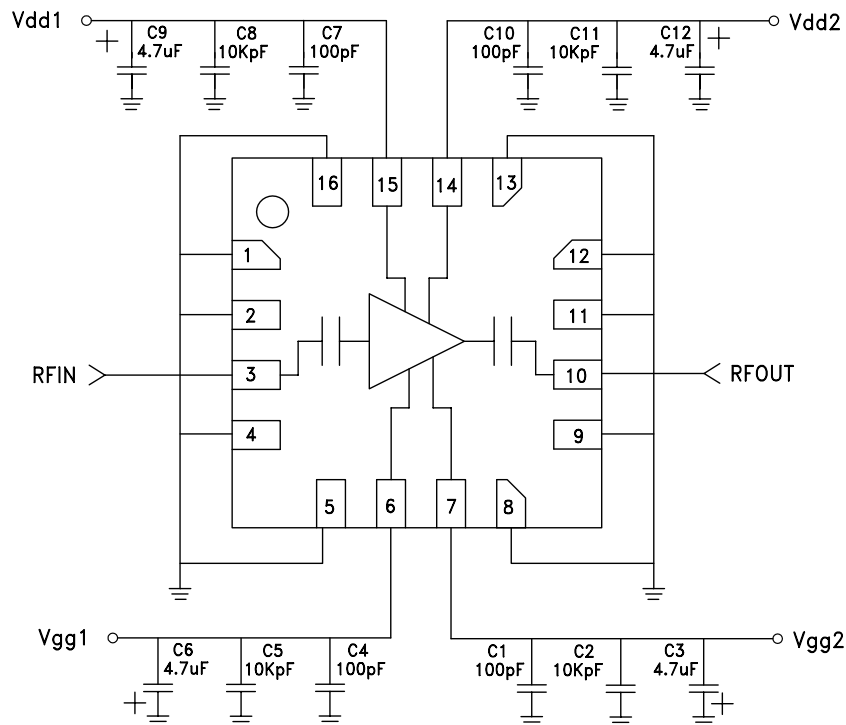 Vdd1
C9
4.7uF
C8
10KpF
C7
100pF
C10
100pF
C11
10KpF
C12
4.7uF
Vdd2
16
15
14
13
1
12
2
11
RFIN
3
10
RFOUT
4
9
5
6
7
8
Vgg1
C6
4.7uF
C5
10KpF
C4
100pF
C1
100pF
C2
10KpF
C3
4.7uF
Vgg2